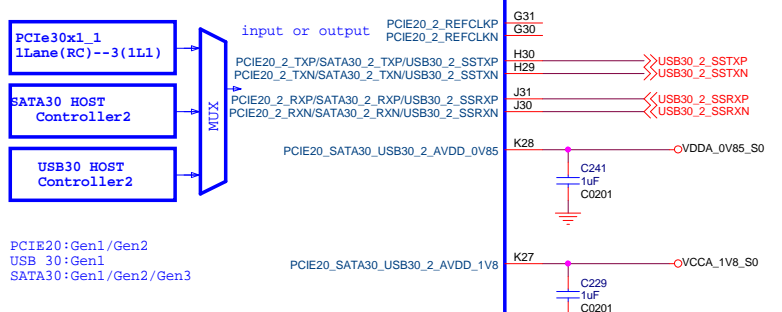 PCIe30x1_1
1Lane(RC)--3(1L1)
SATA30 HOST
Controller2
USB30 HOST
Controller2
MUX
input or output
PCIE20:Gen1/Gen2
USB 30:Gen1
SATA30:Gen1/Gen2/Gen3
PCIE20_2_REFCLKP G31
PCIE20_2_REFCLKN G30
PCIE20_2_TXP/SATA30_2_TXP/USB30_2_SSTXP H30 USB30_2_SSTXP
PCIE20_2_TXN/SATA30_2_TXN/USB30_2_SSTXN H29 USB30_2_SSTXN
PCIE20_2_RXP/SATA30_2_RXP/USB30_2_SSRXP J31 USB30_2_SSRXP
PCIE20_2_RXN/SATA30_2_RXN/USB30_2_SSRXN J30 USB30_2_SSRXN
PCIE20_SATA30_USB30_2_AVDD_0V85 K28 VDDA_0V85_S0
C241
1uF
C0201
PCIE20_SATA30_USB30_2_AVDD_1V8 K27 VCCA_1V8_S0
C229
1uF
C0201